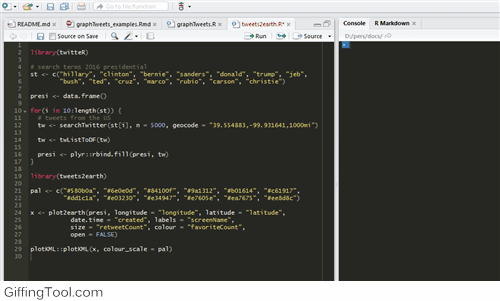 Go to file/function
README.md
graphTweets_examples.Rmd
graphTweets.R
tweets2earth.R*
Console
R Markdown
Source on Save
Run
Source
D:/pers/docs/
1
2 library(twitteR)
3
4 # search terms 2016 presidential
5 st <- c("hillary", "clinton", "bernie", "sanders", "donald", "trump", "jeb",
6 "bush", "ted", "cruz", "marco", "rubio", "carson", "christie")
7
8 presi <- data.frame()
9
10 for(i in 10:length(st)) {
11 # tweets from the US
12 tw <- searchTwitter(st[i], n = 5000, geocode = "39.554883,-99.931641,1000mi")
13
14 tw <- twListToDF(tw)
15
16 presi <- plyr::rbind.fill(presi, tw)
17 }
18
19 library(tweets2earth)
20
21 pal <- c("#580b0a", "#6e0e0d", "#84100f", "#9a1312", "#b01614", "#c61917",
22 "#dd1c1a", "#e03230", "#e34947", "#e7605e", "#ea7675", "#ee8d8c")
23
24 x <- plot2earth(presi, longitude = "longitude", latitude = "latitude",
25 date.time = "created", labels = "screenName",
26 size = "retweetCount", colour = "favoriteCount",
27 open = FALSE)
28
29 plotKML::plotKML(x, colour_scale = pal)
30
GiffingTool.com